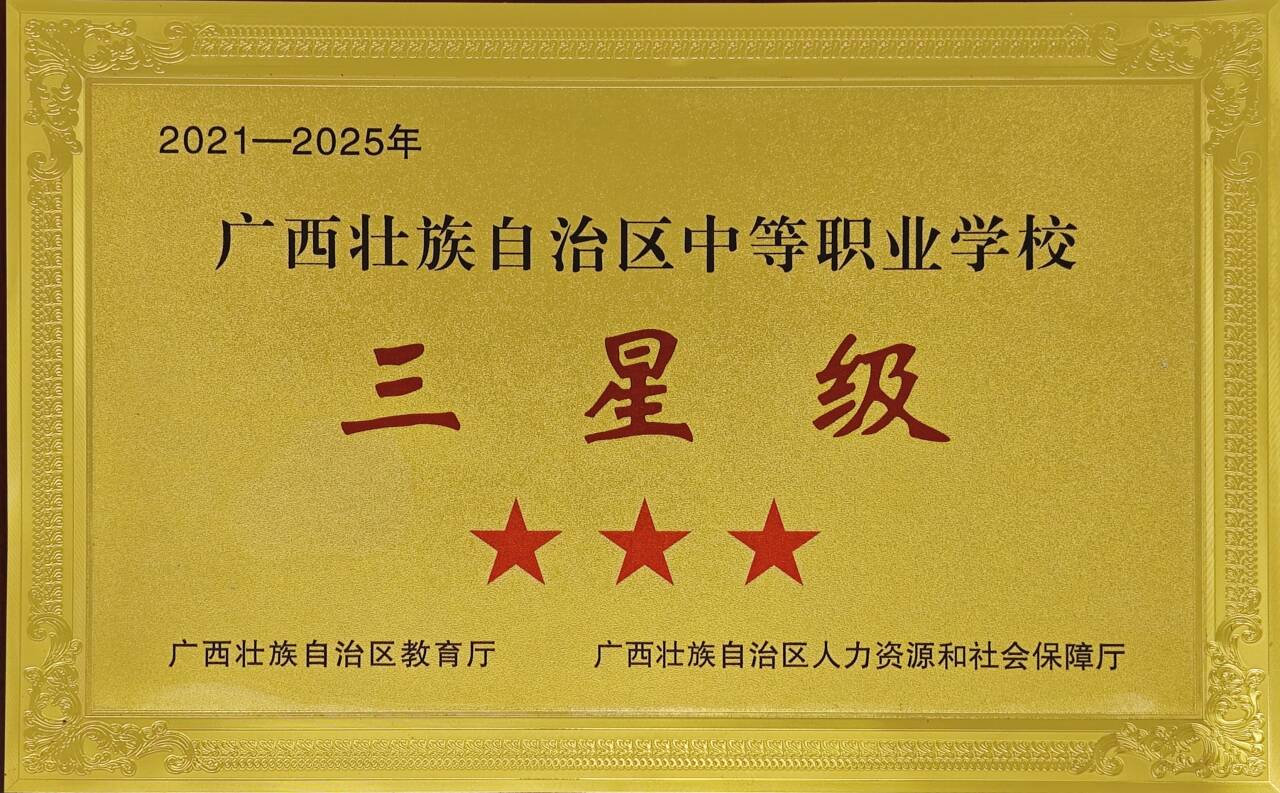 2021—2025年
广西壮族自治区中等职业学校
三星级
广西壮族自治区教育厅 广西壮族自治区人力资源和社会保障厅